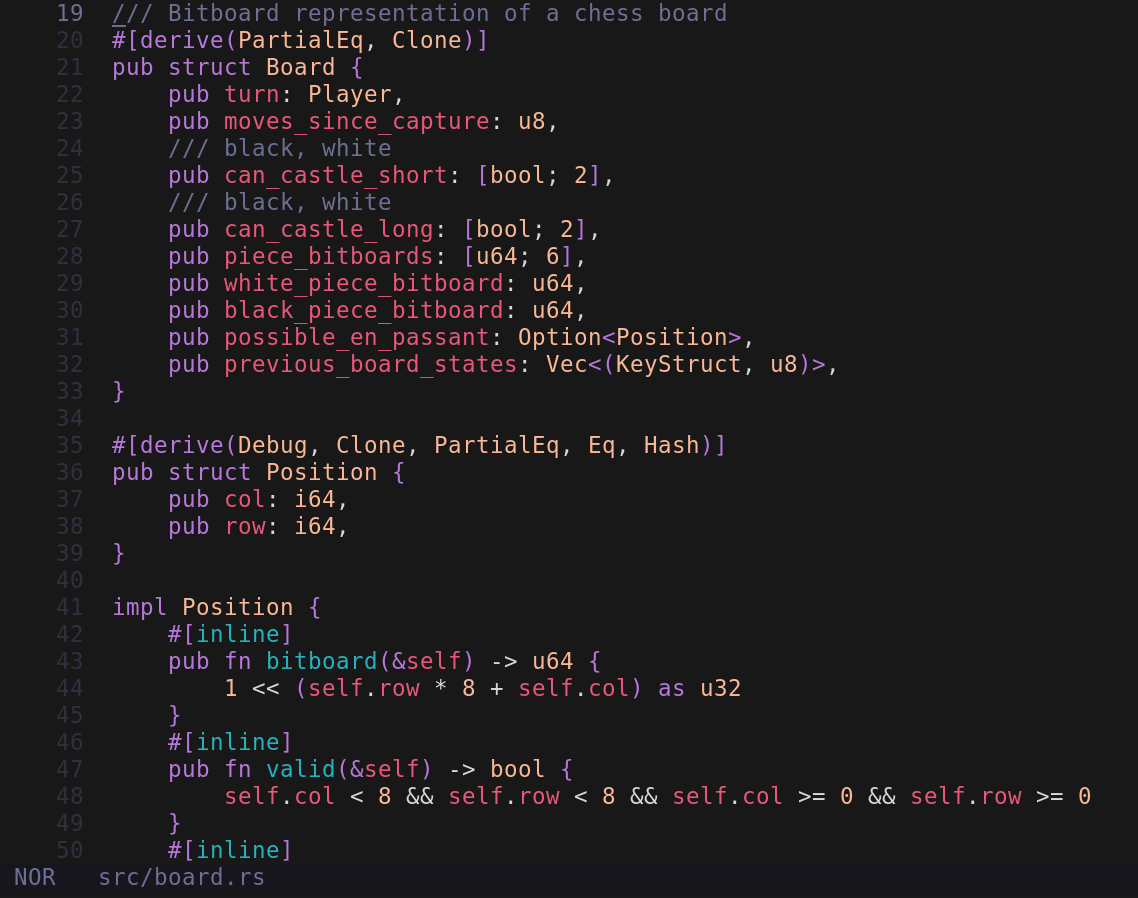 19 /// Bitboard representation of a chess board
20 #[derive(PartialEq, Clone)]
21 pub struct Board {
22     pub turn: Player,
23     pub moves_since_capture: u8,
24     /// black, white
25     pub can_castle_short: [bool; 2],
26     /// black, white
27     pub can_castle_long: [bool; 2],
28     pub piece_bitboards: [u64; 6],
29     pub white_piece_bitboard: u64,
30     pub black_piece_bitboard: u64,
31     pub possible_en_passant: Option<Position>,
32     pub previous_board_states: Vec<(KeyStruct, u8)>,
33 }
34
35 #[derive(Debug, Clone, PartialEq, Eq, Hash)]
36 pub struct Position {
37     pub col: i64,
38     pub row: i64,
39 }
40
41 impl Position {
42     #[inline]
43     pub fn bitboard(&self) -> u64 {
44         1 << (self.row * 8 + self.col) as u32
45     }
46     #[inline]
47     pub fn valid(&self) -> bool {
48         self.col < 8 && self.row < 8 && self.col >= 0 && self.row >= 0
49     }
50     #[inline]
NOR   src/board.rs